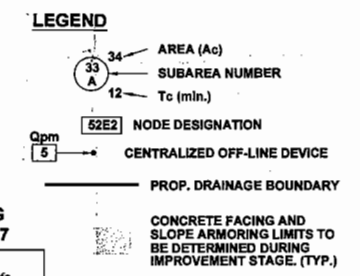 LEGEND
34 AREA (Ac)
33 SUBAREA NUMBER
A
12 Tc (min.)
52E2 NODE DESIGNATION
Qpm
5 CENTRALIZED OFF-LINE DEVICE
PROP. DRAINAGE BOUNDARY
G
7
CONCRETE FACING AND
SLOPE ARMORING LIMITS TO
BE DETERMINED DURING
IMPROVEMENT STAGE. (TYP.)